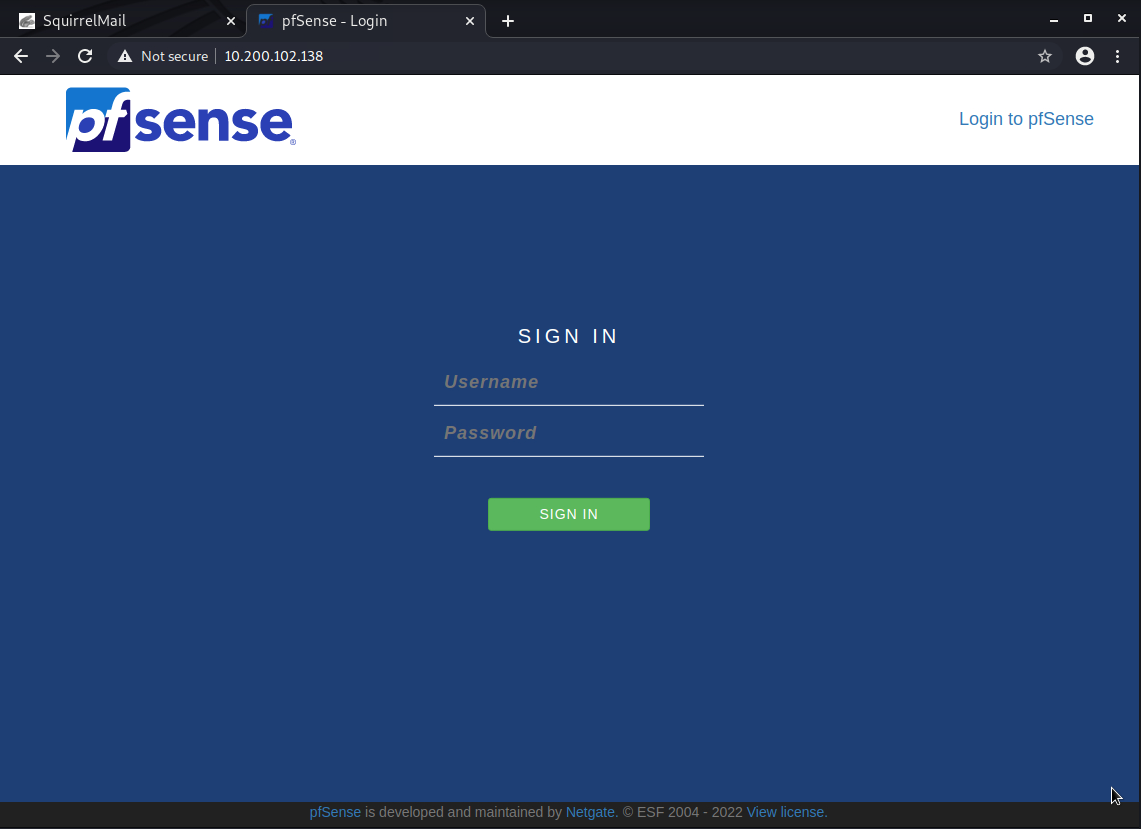 SquirrelMail
pfSense - Login
Not secure 10.200.102.138
pfsense®
Login to pfSense
SIGN IN
Username
Password
SIGN IN
pfSense is developed and maintained by Netgate. © ESF 2004 - 2022 View license.